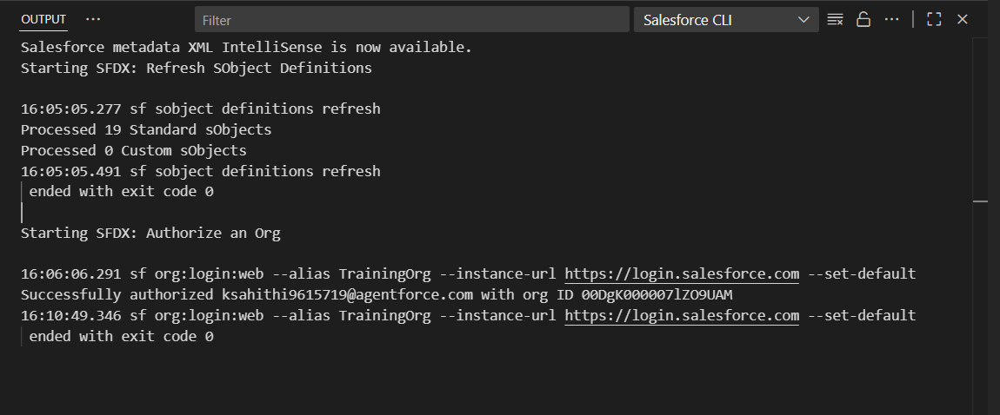 OUTPUT
Filter
Salesforce CLI
Salesforce metadata XML IntelliSense is now available.
Starting SFDX: Refresh SObject Definitions
16:05:05.277 sf sobject definitions refresh
Processed 19 Standard sObjects
Processed 0 Custom sObjects
16:05:05.491 sf sobject definitions refresh
ended with exit code 0
Starting SFDX: Authorize an Org
16:06:06.291 sf org:login:web --alias TrainingOrg --instance-url https://login.salesforce.com --set-default
Successfully authorized ksahithi9615719@agentforce.com with org ID 00DgK000007lZO9UAM
16:10:49.346 sf org:login:web --alias TrainingOrg --instance-url https://login.salesforce.com --set-default
ended with exit code 0